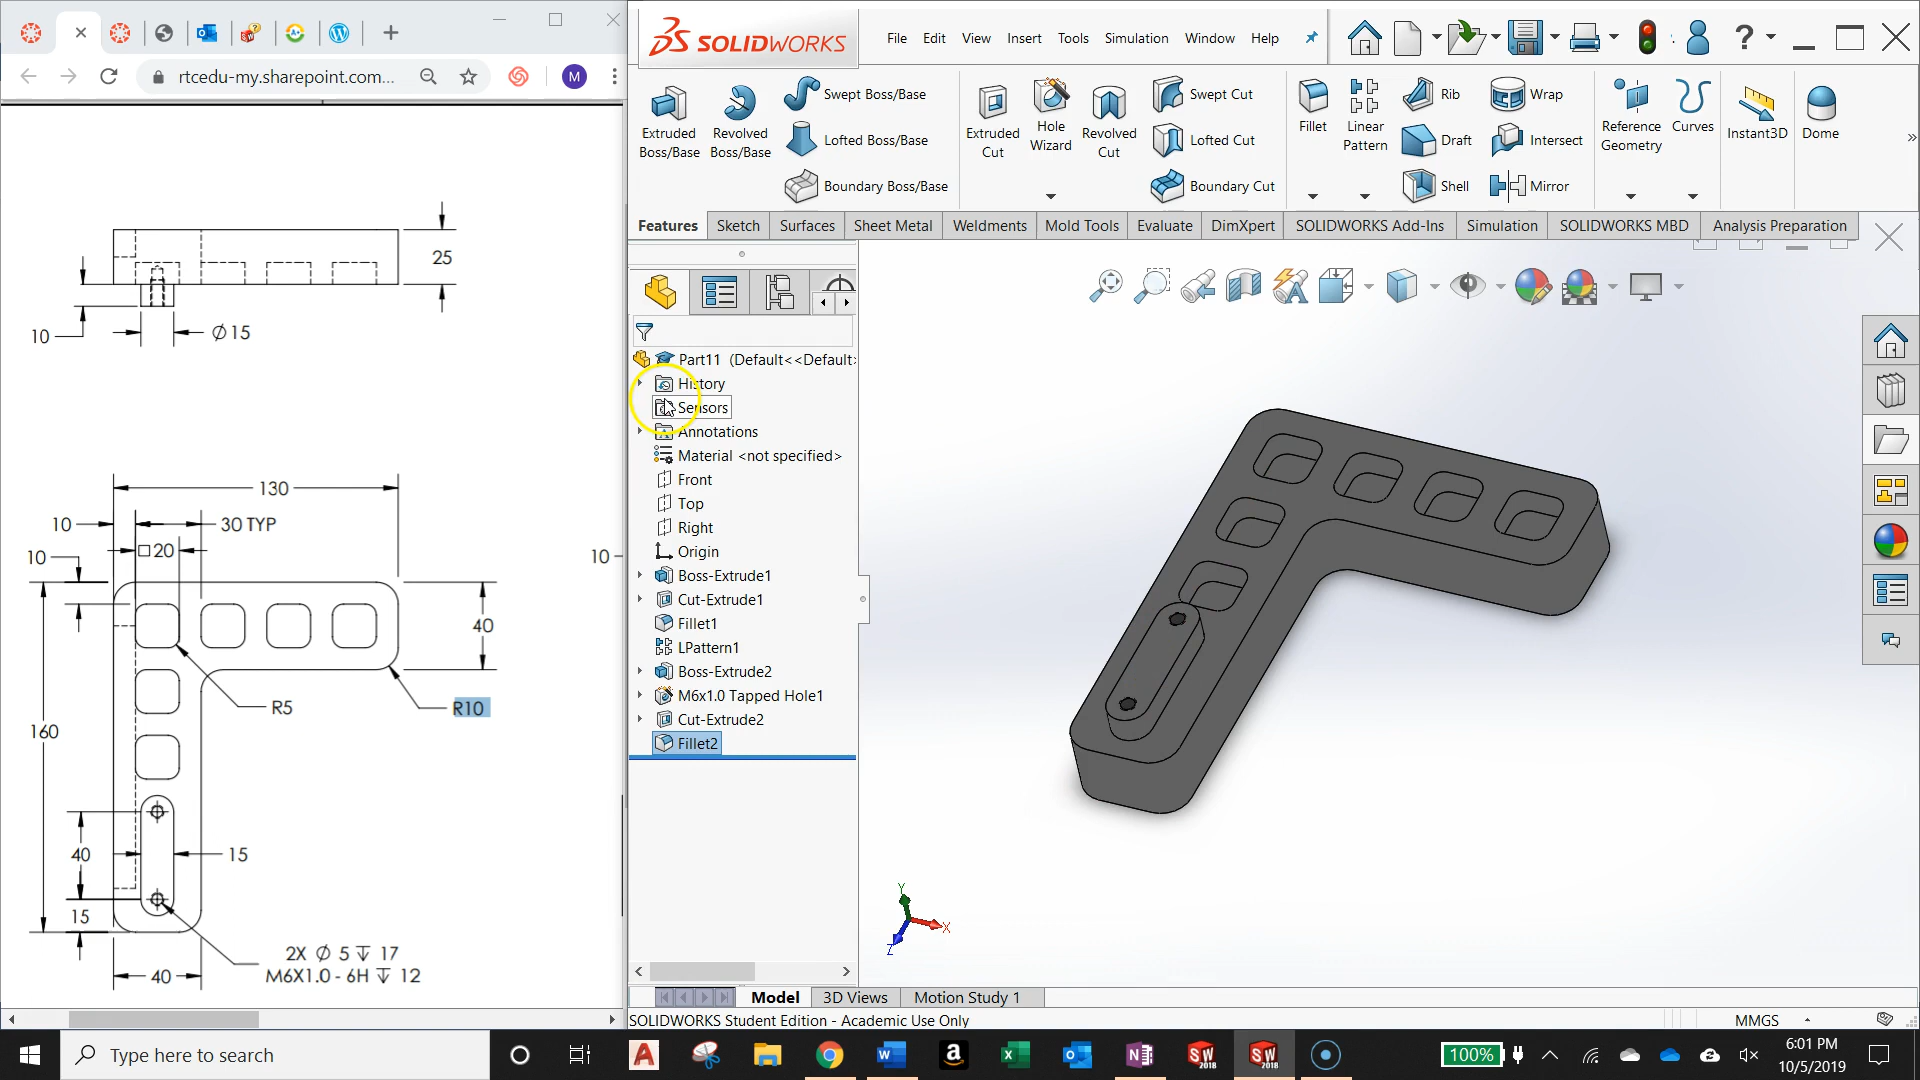 rtcedu-my.sharepoint.com...
M
SOLIDWORKS
File Edit View Insert Tools Simulation Window Help
Extruded Boss/Base
Revolved Boss/Base
Swept Boss/Base
Lofted Boss/Base
Boundary Boss/Base
Extruded Cut
Hole Wizard
Revolved Cut
Swept Cut
Lofted Cut
Boundary Cut
Fillet
Linear Pattern
Rib
Draft
Shell
Wrap
Intersect
Mirror
Reference Geometry
Curves
Instant3D
Dome
Features Sketch Surfaces Sheet Metal Weldments Mold Tools Evaluate DimXpert SOLIDWORKS Add-Ins Simulation SOLIDWORKS MBD Analysis Preparation
25
10
Ø15
130
10
30 TYP
□20
10
10
40
R5
R10
160
40
15
15
2X Ø 5 ↧ 17
M6X1.0 - 6H ↧ 12
40
Part11 (Default<<Default>
History
Sensors
Annotations
Material <not specified>
Front
Top
Right
Origin
Boss-Extrude1
Cut-Extrude1
Fillet1
LPattern1
Boss-Extrude2
M6x1.0 Tapped Hole1
Cut-Extrude2
Fillet2
Y
X
Z
Model 3D Views Motion Study 1
SOLIDWORKS Student Edition - Academic Use Only
MMGS
Type here to search
SW 2018
SW 2018
100%
6:01 PM
10/5/2019